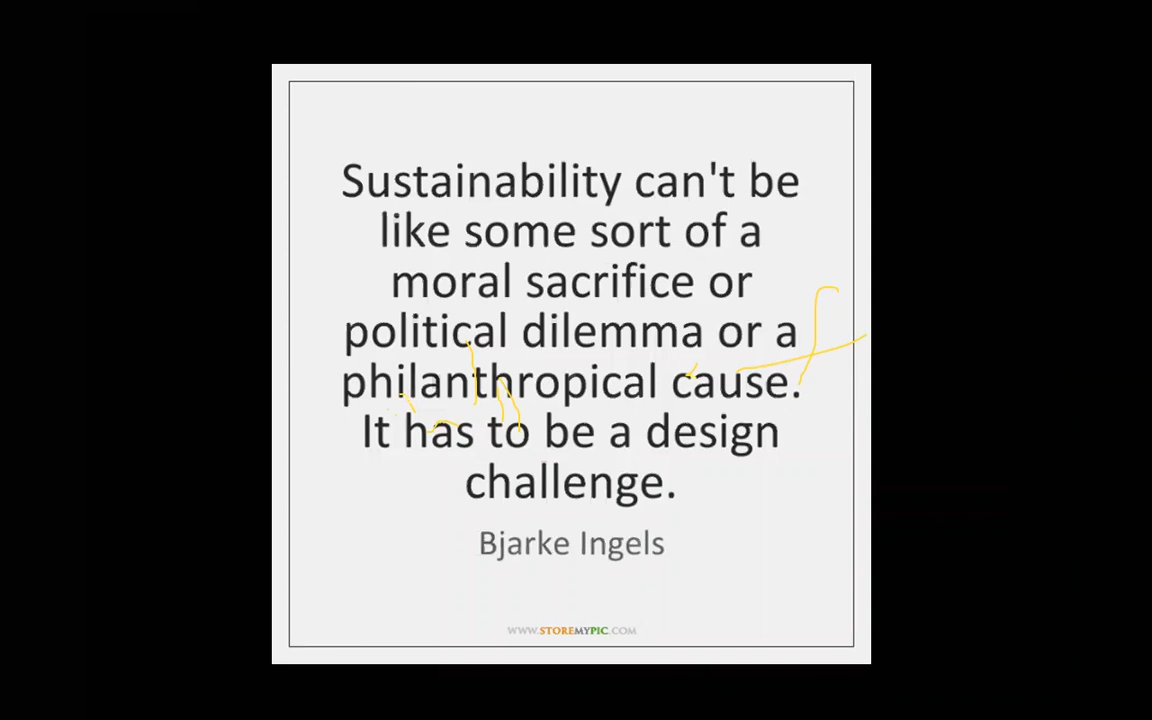 Sustainability can't be
like some sort of a
moral sacrifice or
political dilemma or a
philanthropical cause.
It has to be a design
challenge.
Bjarke Ingels
WWW.STOREMYPIC.COM